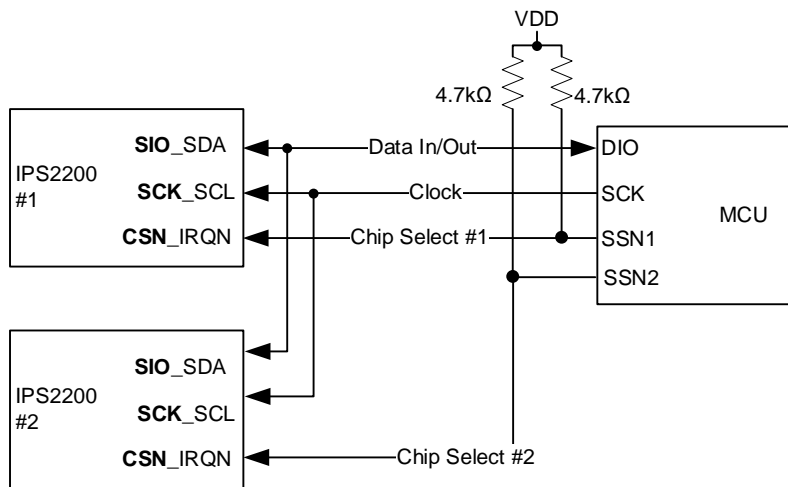 VDD
4.7kΩ
4.7kΩ
IPS2200
#1
SIO_SDA
SCK_SCL
CSN_IRQN
Data In/Out
Clock
Chip Select #1
DIO
SCK
SSN1
SSN2
MCU
IPS2200
#2
SIO_SDA
SCK_SCL
CSN_IRQN
Chip Select #2